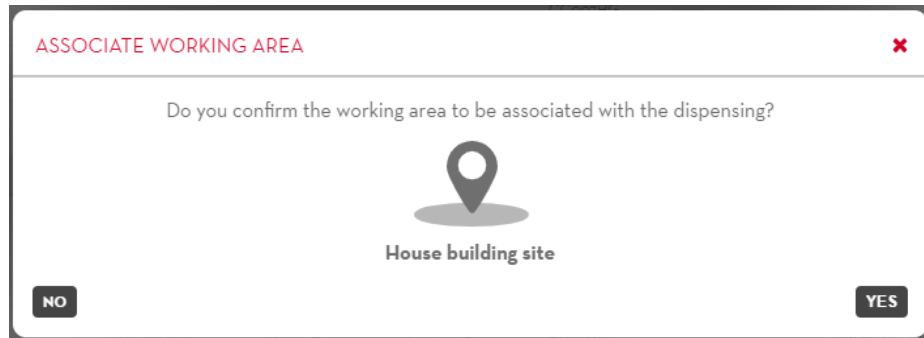 ASSOCIATE WORKING AREA
Do you confirm the working area to be associated with the dispensing?
House building site
NO
YES